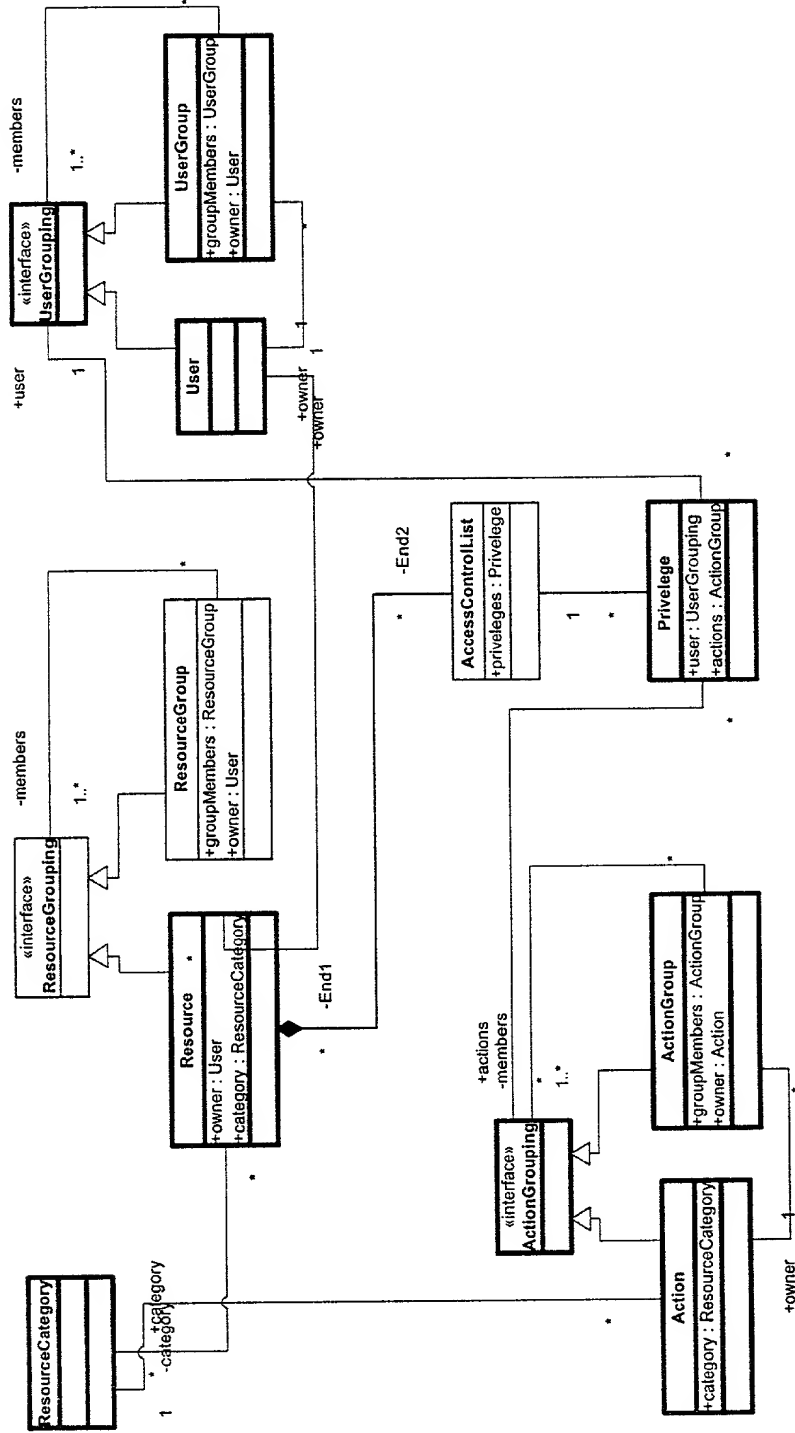 ResourceCategory
*
1
+category
-category
*
«interface»
ResourceGrouping
-members
1..*
*
Resource
+owner : User
+category : ResourceCategory
*
ResourceGroup
+groupMembers : ResourceGroup
+owner : User
*
-End1
*
«interface»
UserGrouping
+user
1
-members
1..*
*
User
UserGroup
+groupMembers : UserGroup
+owner : User
+owner
+owner
1
1
*
*
-End2
AccessControlList
+priveleges : Privelege
1
*
Privelege
+user : UserGrouping
+actions : ActionGroup
*
*
+actions
-members
*
1..*
*
«interface»
ActionGrouping
Action
+category : ResourceCategory
*
ActionGroup
+groupMembers : ActionGroup
+owner : Action
+owner
1
*